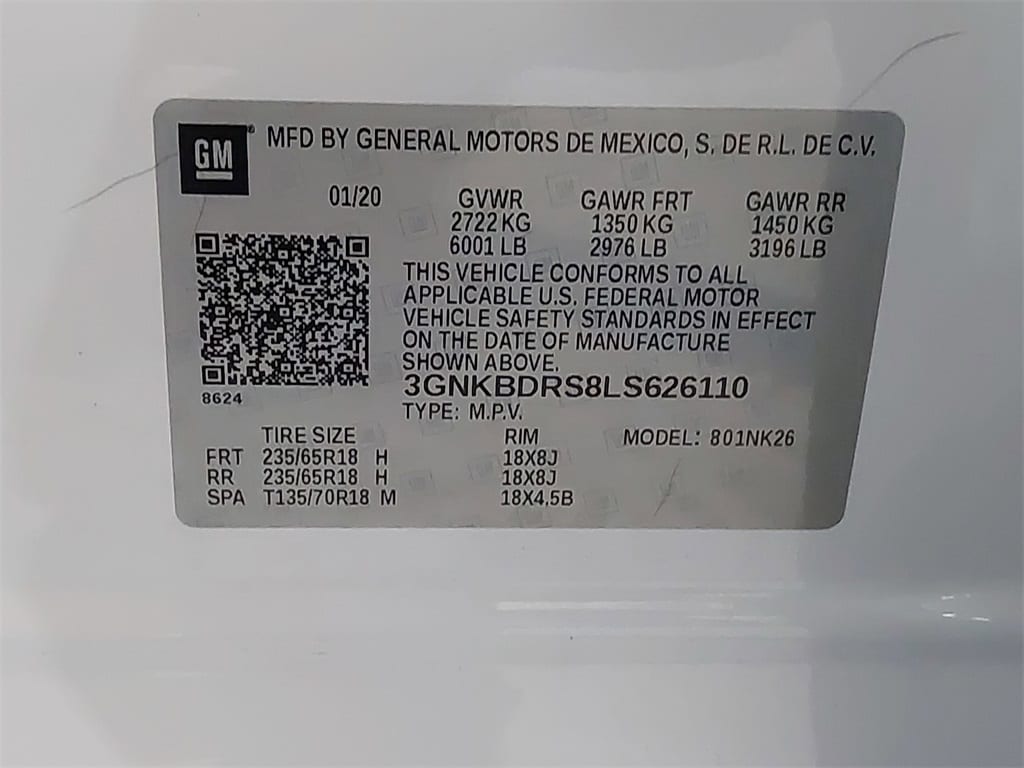 GM® MFD BY GENERAL MOTORS DE MEXICO, S. DE R.L. DE C.V.
01/20 GVWR GAWR FRT GAWR RR
2722 KG 1350 KG 1450 KG
6001 LB 2976 LB 3196 LB
THIS VEHICLE CONFORMS TO ALL
APPLICABLE U.S. FEDERAL MOTOR
VEHICLE SAFETY STANDARDS IN EFFECT
ON THE DATE OF MANUFACTURE
SHOWN ABOVE.
3GNKBDRS8LS626110
8624
TYPE: M.P.V.
TIRE SIZE RIM MODEL: 801NK26
FRT 235/65R18 H 18X8J
RR 235/65R18 H 18X8J
SPA T135/70R18 M 18X4.5B